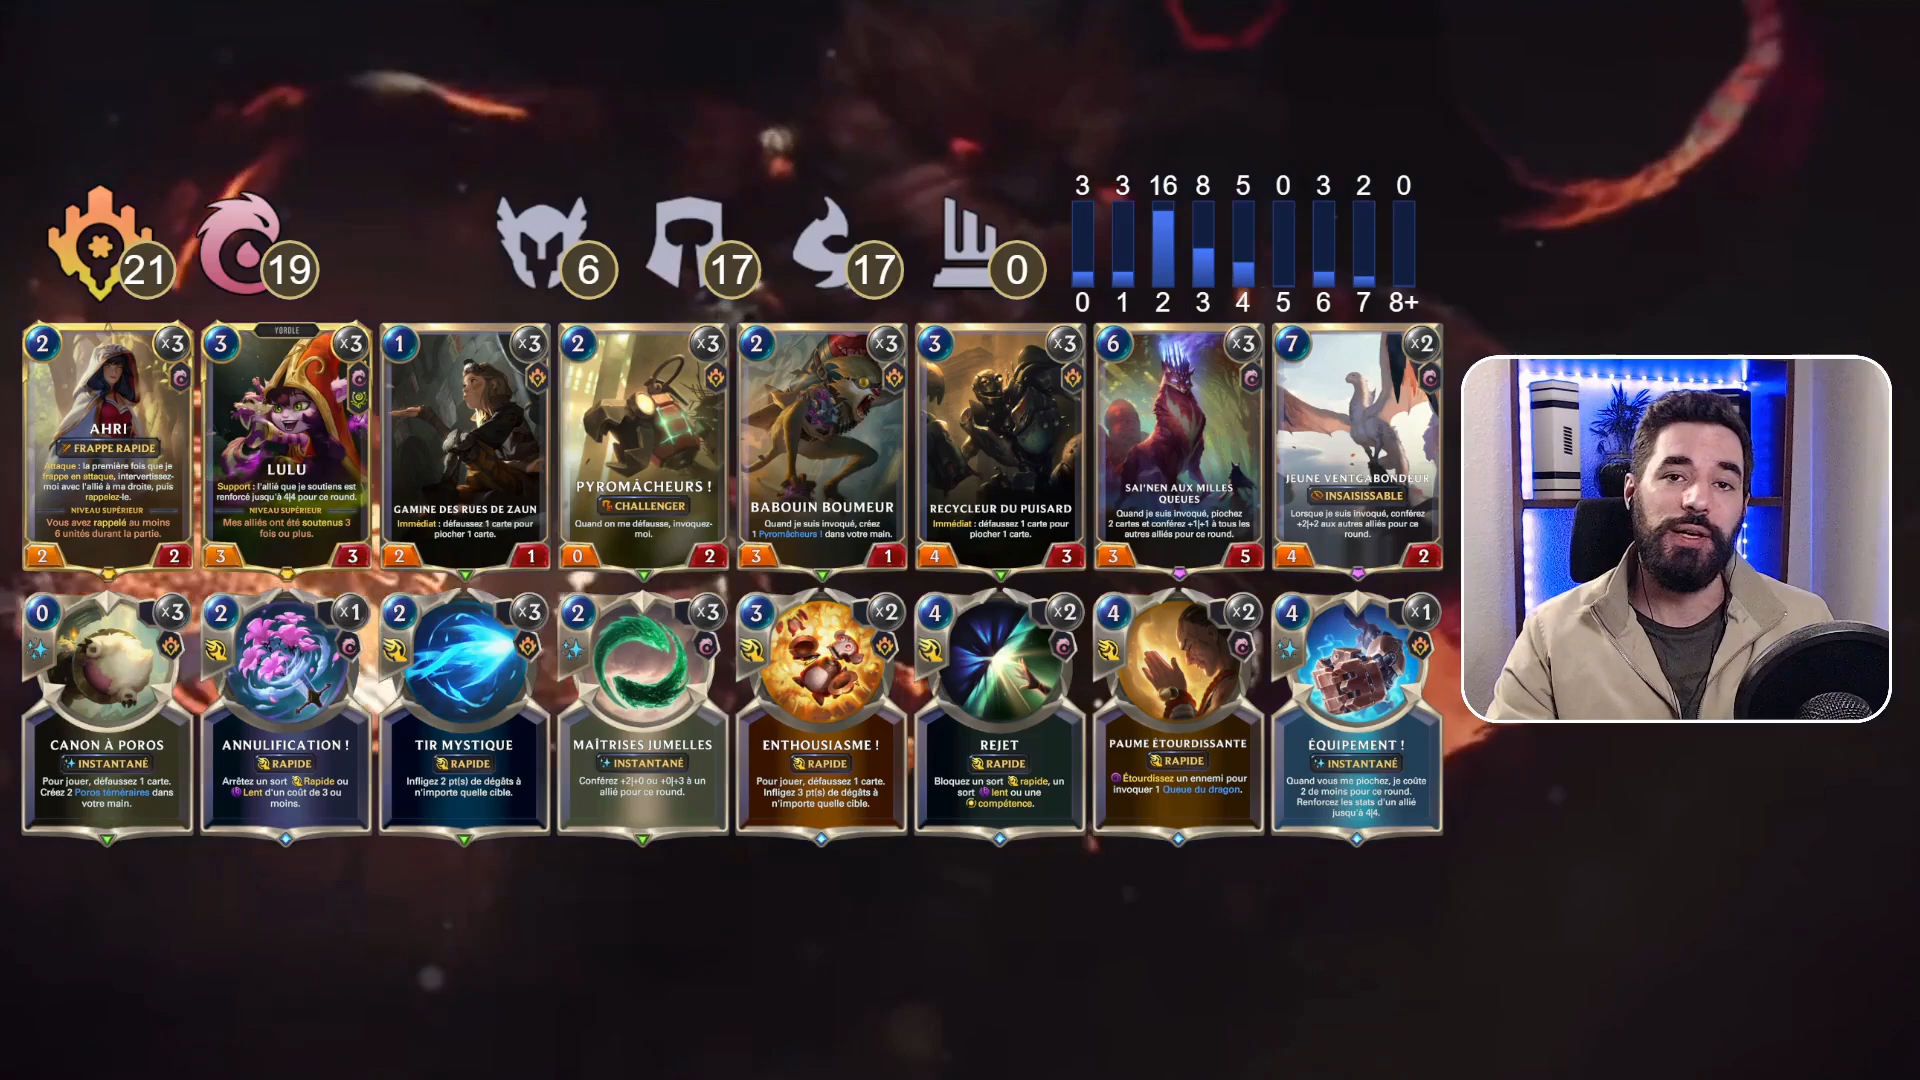 21
19
6
17
17
0
3 3 16 8 5 0 3 2 0
0 1 2 3 4 5 6 7 8+
2 x3
AHRI
FRAPPE RAPIDE
Attaque : la première fois que je
frappe en attaque, intervertissez-
moi avec l'allié à ma droite, puis
rappelez-le.
NIVEAU SUPÉRIEUR
Vous avez rappelé au moins
6 unités durant la partie.
2 2
YORDLE
3 x3
LULU
Support : l'allié que je soutiens est
renforcé jusqu'à 4|4 pour ce round.
NIVEAU SUPÉRIEUR
Mes alliés ont été soutenus 3
fois ou plus.
3 3
1 x3
GAMINE DES RUES DE ZAUN
Immédiat : défaussez 1 carte pour
piocher 1 carte.
2 1
2 x3
PYROMÂCHEURS !
CHALLENGER
Quand on me défausse, invoquez-
moi.
0 2
2 x3
BABOUIN BOUMEUR
Quand je suis invoqué, créez
1 Pyromâcheurs ! dans votre main.
3 1
3 x3
RECYCLEUR DU PUISARD
Immédiat : défaussez 1 carte pour
piocher 1 carte.
4 3
6 x3
SAI'NEN AUX MILLES
QUEUES
Quand je suis invoqué, piochez
2 cartes et conférez +1|+1 à tous les
autres alliés pour ce round.
3 5
7 x2
JEUNE VENTGABONDEUR
INSAISISSABLE
Lorsque je suis invoqué, conférez
+2|+2 aux autres alliés pour ce
round.
4 2
0 x3
CANON À POROS
INSTANTANÉ
Pour jouer, défaussez 1 carte.
Créez 2 Poros téméraires dans
votre main.
2 x1
ANNULIFICATION !
RAPIDE
Arrêtez un sort Rapide ou
Lent d'un coût de 3 ou
moins.
2 x3
TIR MYSTIQUE
RAPIDE
Infligez 2 pt(s) de dégâts à
n'importe quelle cible.
2 x3
MAÎTRISES JUMELLES
INSTANTANÉ
Conférez +2|+0 ou +0|+3 à un
allié pour ce round.
3 x2
ENTHOUSIASME !
RAPIDE
Pour jouer, défaussez 1 carte.
Infligez 3 pt(s) de dégâts à
n'importe quelle cible.
4 x2
REJET
RAPIDE
Bloquez un sort rapide, un
sort lent ou une
compétence.
4 x2
PAUME ÉTOURDISSANTE
RAPIDE
Étourdissez un ennemi pour
invoquer 1 Queue du dragon.
4 x1
ÉQUIPEMENT !
INSTANTANÉ
Quand vous me piochez, je coûte
2 de moins pour ce round.
Renforcez les stats d'un allié
jusqu'à 4|4.